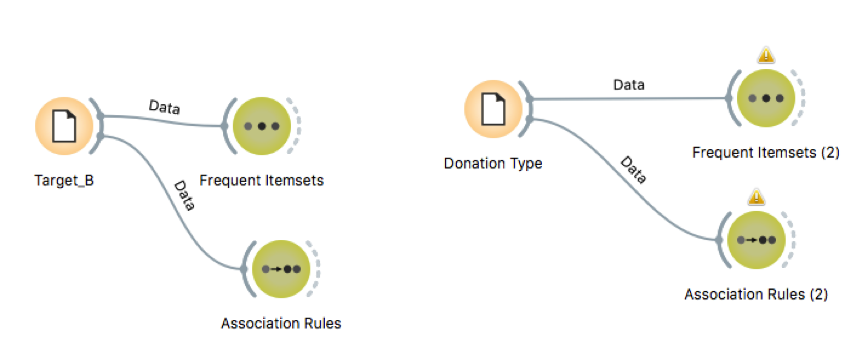 Data
Data
Target_B
Frequent Itemsets
Association Rules
Data
Data
Donation Type
Frequent Itemsets (2)
Association Rules (2)